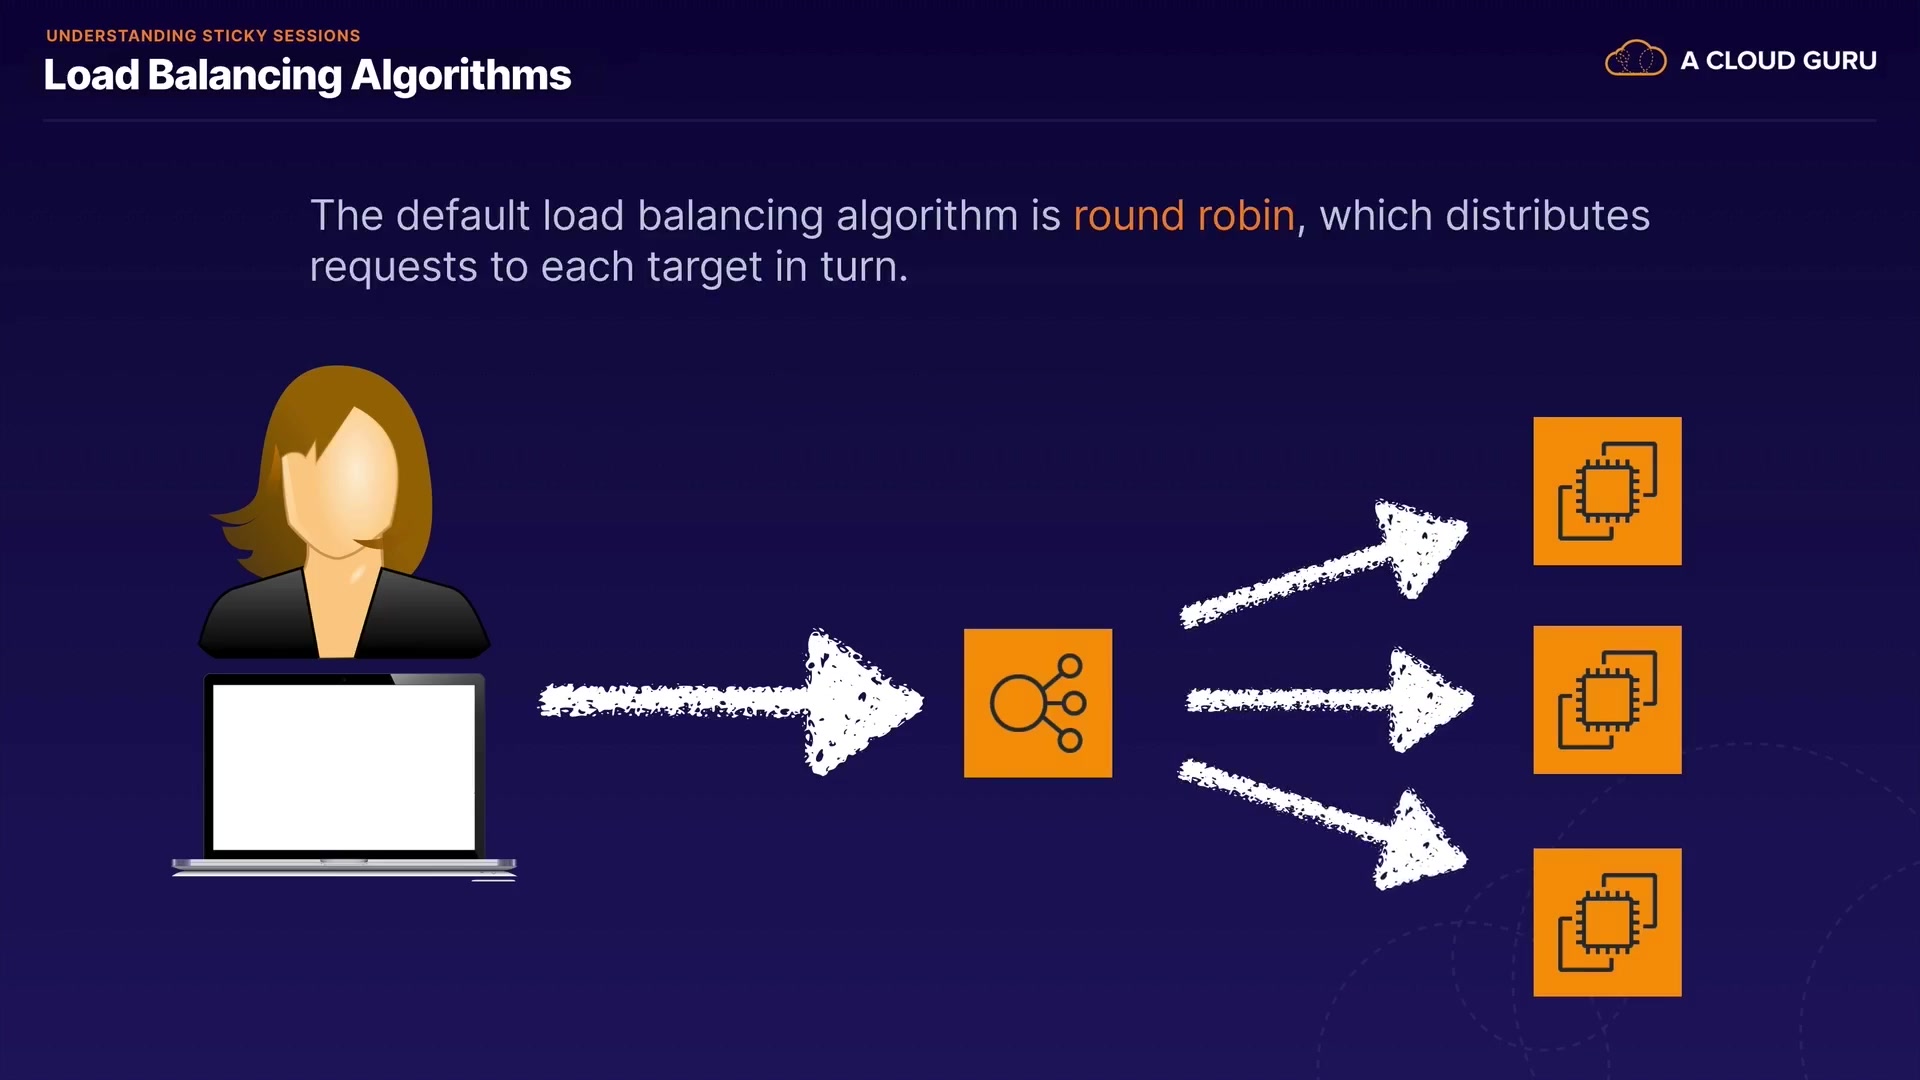 UNDERSTANDING STICKY SESSIONS
Load Balancing Algorithms
A CLOUD GURU
The default load balancing algorithm is round robin, which distributes
requests to each target in turn.